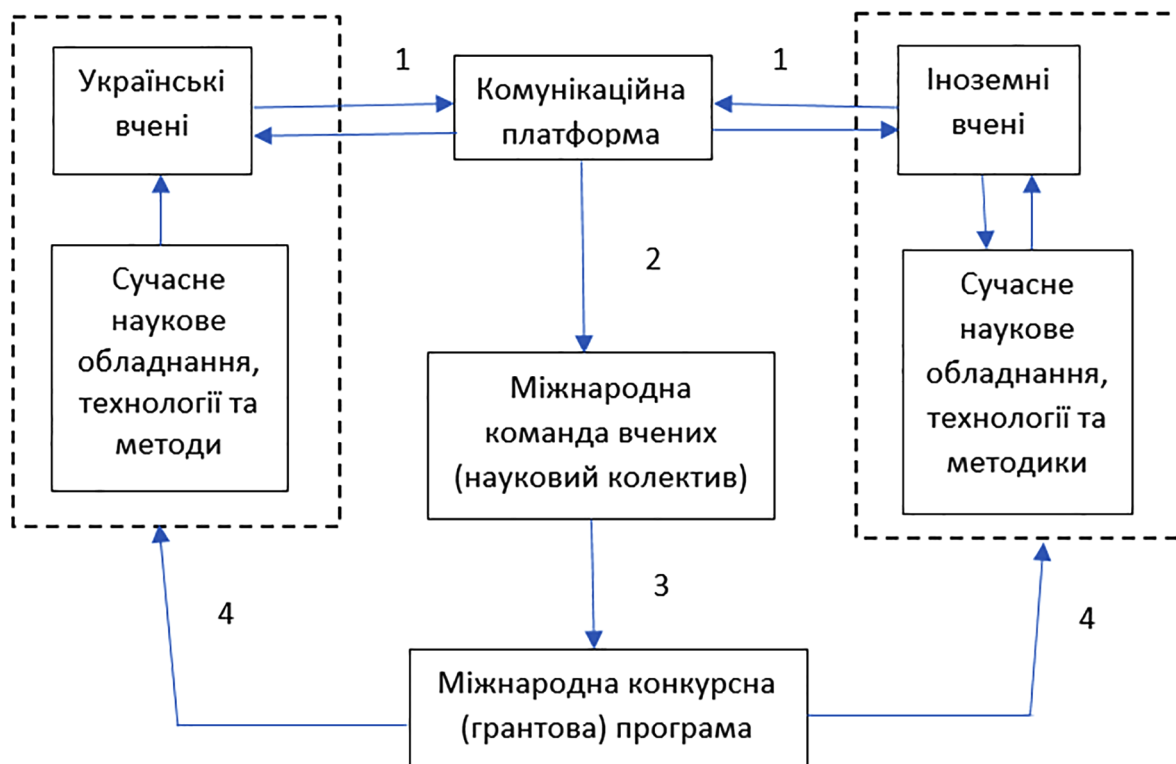 Українські
вчені
1
Комунікаційна
платформа
1
Іноземні
вчені
Сучасне
наукове
обладнання,
технології та
методи
2
Сучасне
наукове
обладнання,
технології та
методики
Міжнародна
команда вчених
(науковий колектив)
3
4
4
Міжнародна конкурсна
(грантова) програма